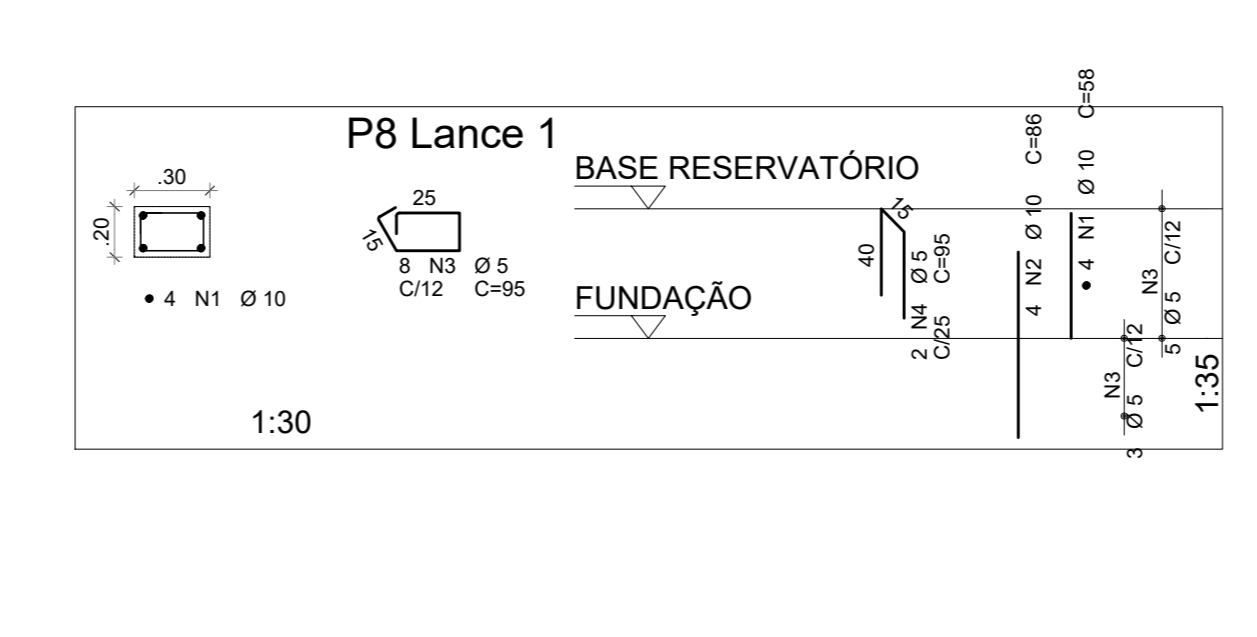 P8 Lance 1
BASE RESERVATÓRIO
FUNDAÇÃO
.30
.20
• 4 N1 Ø 10
1:30
25
15
8 N3 Ø 5
C/12 C=95
40
15
2 N4 Ø 5
C/25 C=95
4 N2 Ø 10 C=86
• 4 N1 Ø 10 C=58
N3
3 Ø 5 C/12
N3
5 Ø 5 C/12
1:35